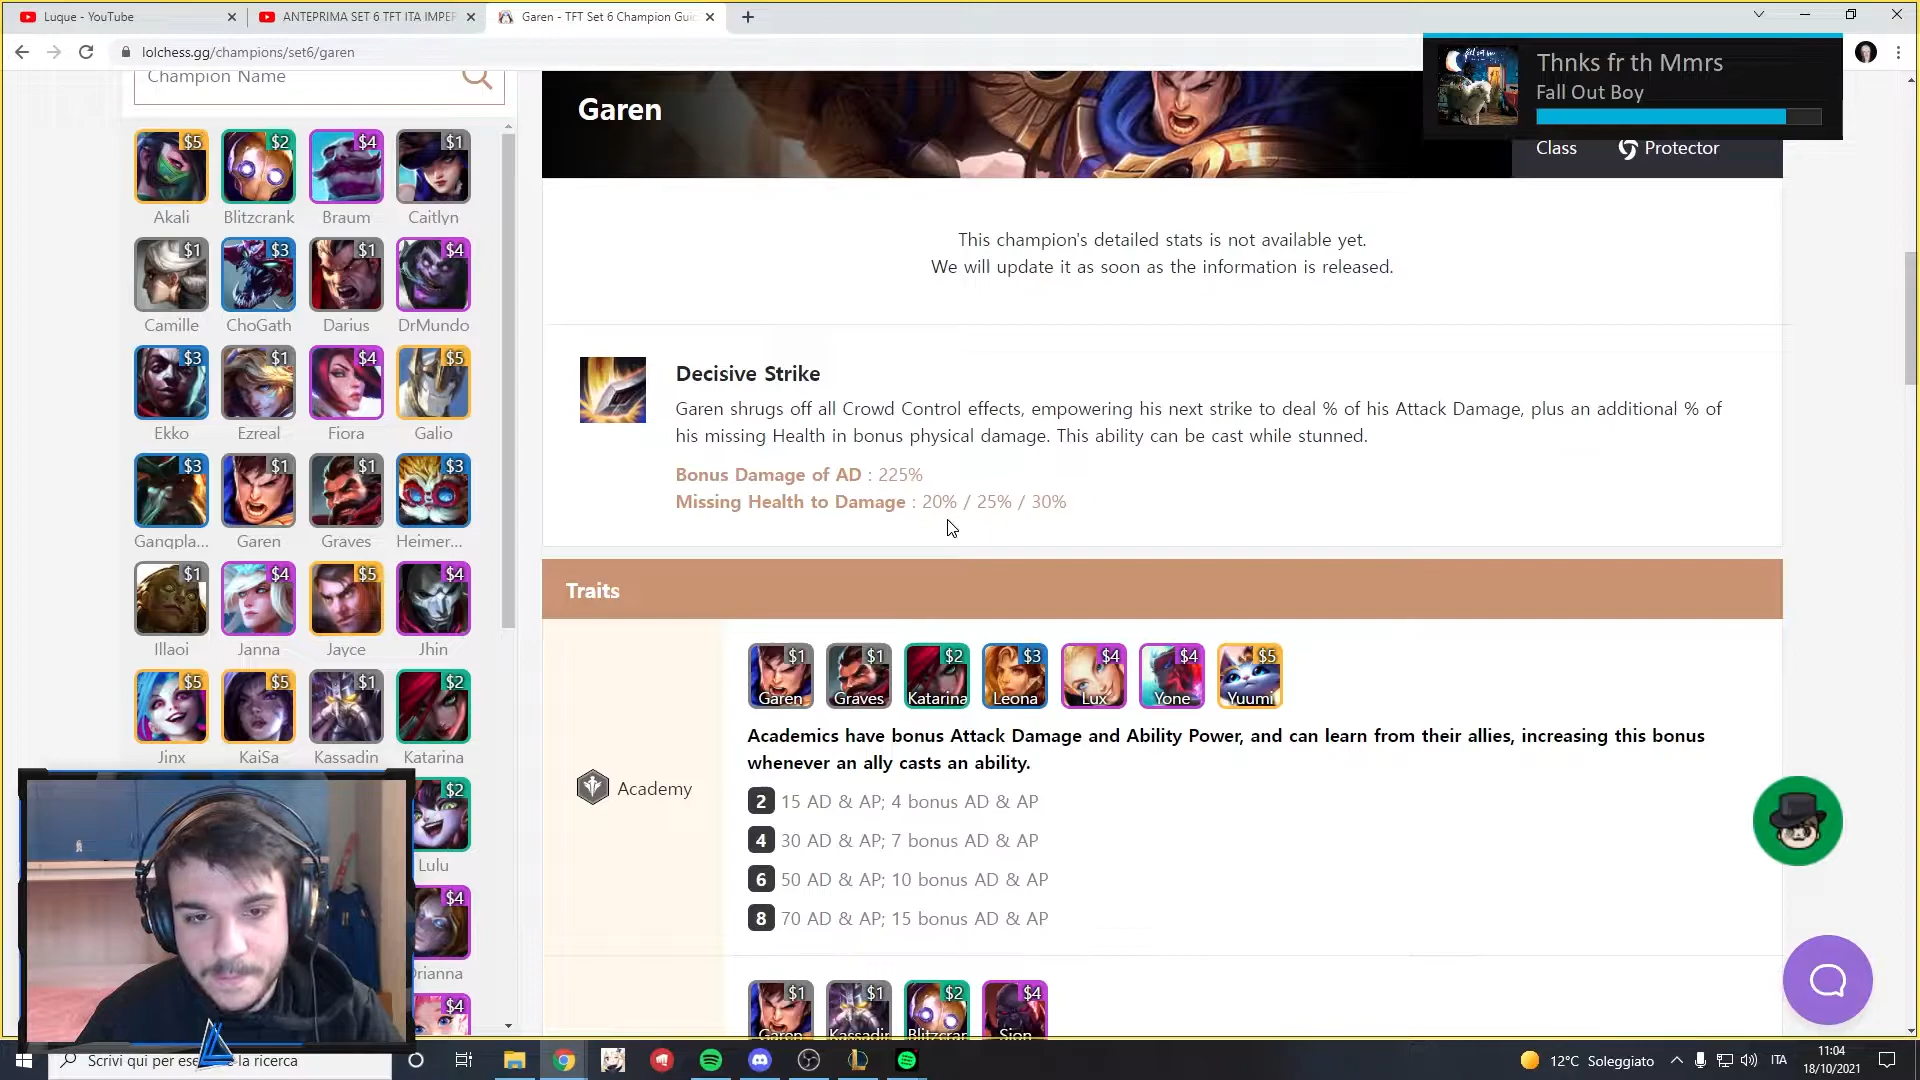 Luque - YouTube
ANTEPRIMA SET 6 TFT ITA IMPER
Garen - TFT Set 6 Champion Guid
lolchess.gg/champions/set6/garen
Thnks fr th Mmrs
Fall Out Boy
Champion Name
Garen
Class Protector
$5 $2 $4 $1
Akali Blitzcrank Braum Caitlyn
$1 $3 $1 $4
Camille ChoGath Darius DrMundo
$3 $1 $4 $5
Ekko Ezreal Fiora Galio
$3 $1 $1 $3
Gangpla... Garen Graves Heimer...
$1 $4 $5 $4
Illaoi Janna Jayce Jhin
$5 $5 $1 $2
Jinx KaiSa Kassadin Katarina
$2
Lulu
$4
Orianna
$4
This champion's detailed stats is not available yet.
We will update it as soon as the information is released.
Decisive Strike
Garen shrugs off all Crowd Control effects, empowering his next strike to deal % of his Attack Damage, plus an additional % of
his missing Health in bonus physical damage. This ability can be cast while stunned.
Bonus Damage of AD : 225%
Missing Health to Damage : 20% / 25% / 30%
Traits
$1 $1 $2 $3 $4 $4 $5
Garen Graves Katarina Leona Lux Yone Yuumi
Academy
Academics have bonus Attack Damage and Ability Power, and can learn from their allies, increasing this bonus
whenever an ally casts an ability.
2 15 AD & AP; 4 bonus AD & AP
4 30 AD & AP; 7 bonus AD & AP
6 50 AD & AP; 10 bonus AD & AP
8 70 AD & AP; 15 bonus AD & AP
$1 $1 $2 $4
Garen Kassadin Blitzcrank Sion
Scrivi qui per ese la ricerca
12°C Soleggiato
ITA
11:04
18/10/2021